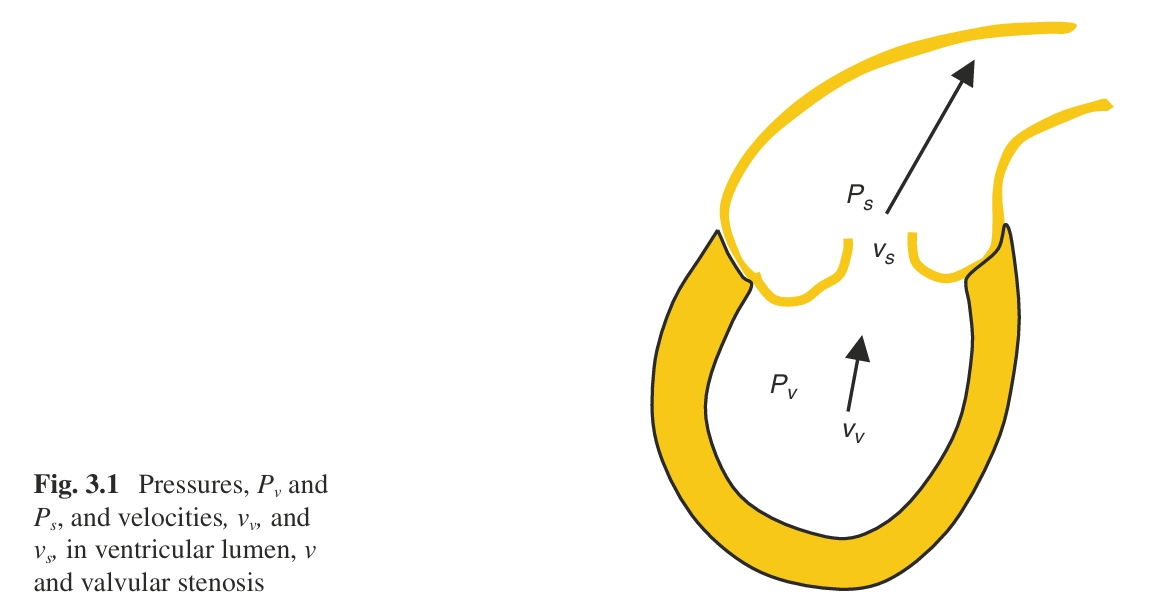 P_s
v_s
P_v
v_v
Fig. 3.1 Pressures, P_v and
P_s, and velocities, v_v, and
v_s, in ventricular lumen, v
and valvular stenosis